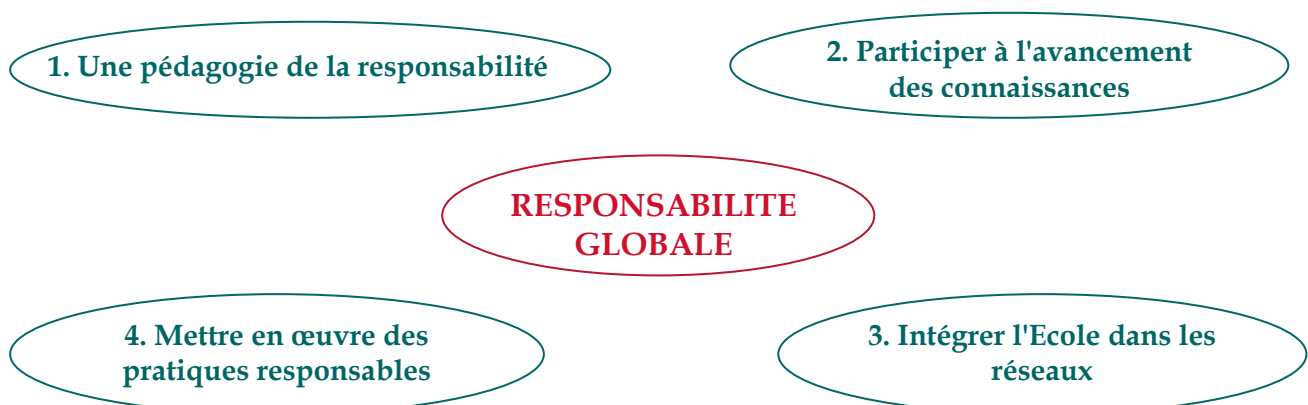 1. Une pédagogie de la responsabilité
2. Participer à l'avancement
des connaissances
RESPONSABILITE
GLOBALE
4. Mettre en œuvre des
pratiques responsables
3. Intégrer l'Ecole dans les
réseaux